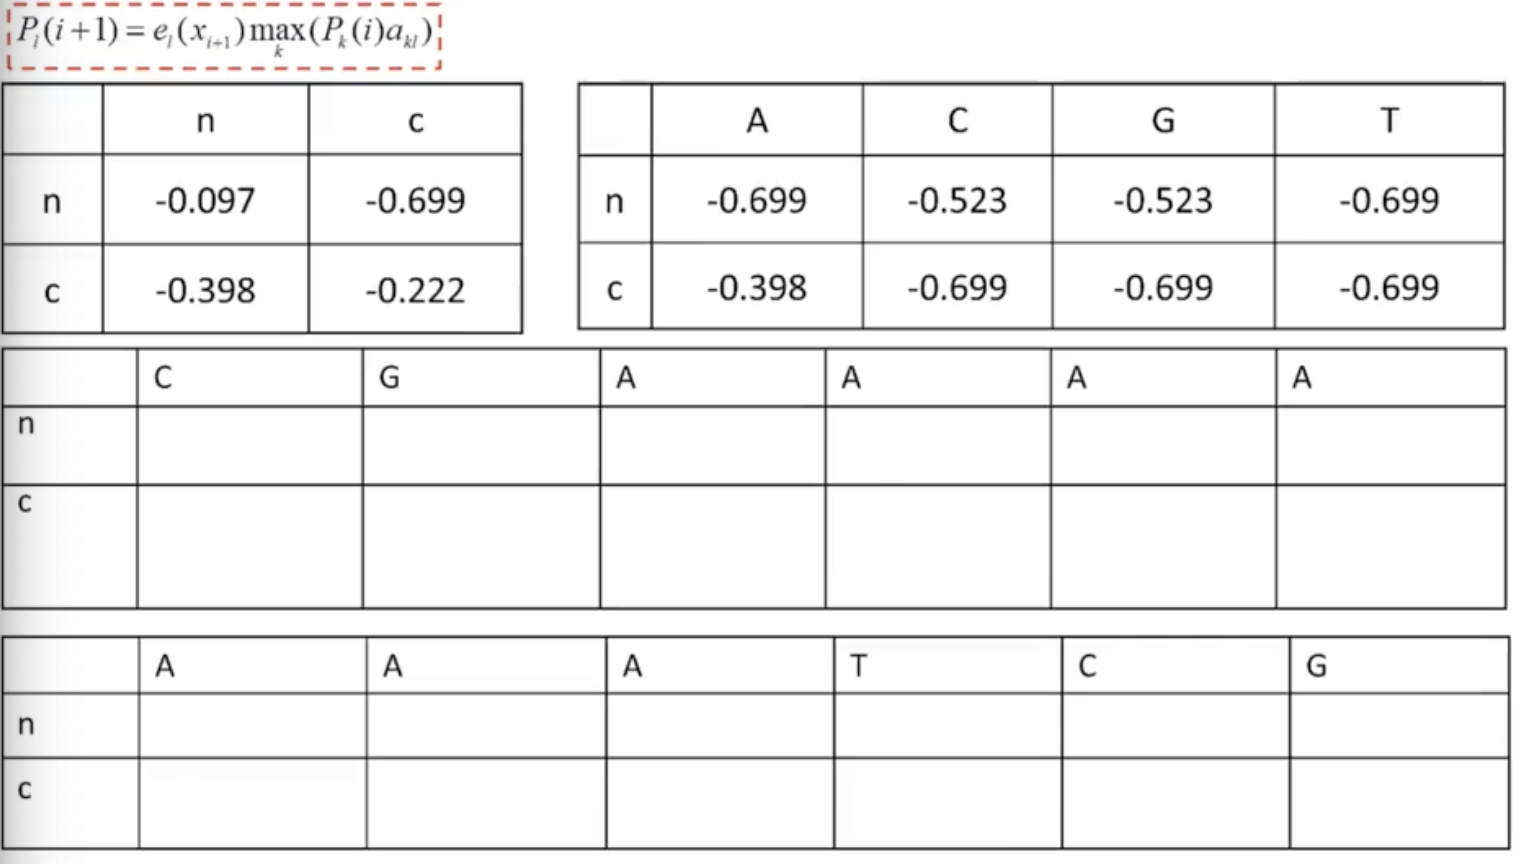 P_l(i+1) = e_l(x_{i+1}) max_k (P_k(i)a_{kl})
n c
n -0.097 -0.699
c -0.398 -0.222
A C G T
n -0.699 -0.523 -0.523 -0.699
c -0.398 -0.699 -0.699 -0.699
C G A A A A
n
c
A A A T C G
n
c